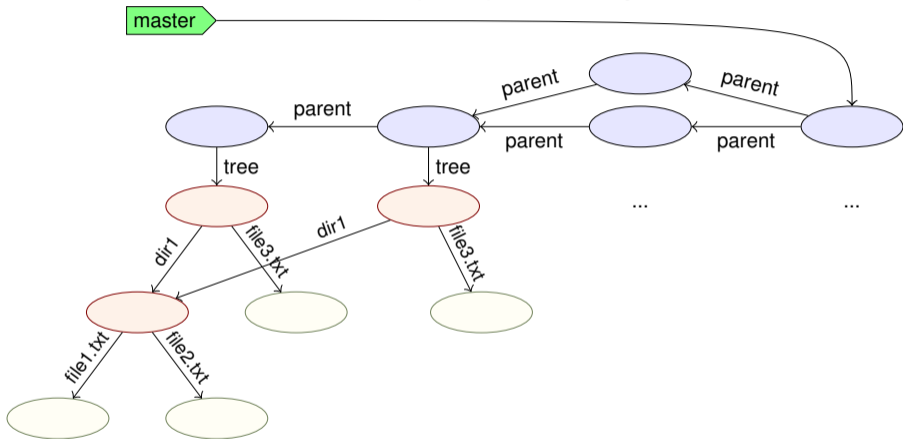 master
parent
parent
parent
parent
parent
tree
tree
...
...
dir1
file3.txt
dir1
file3.txt
file1.txt
file2.txt